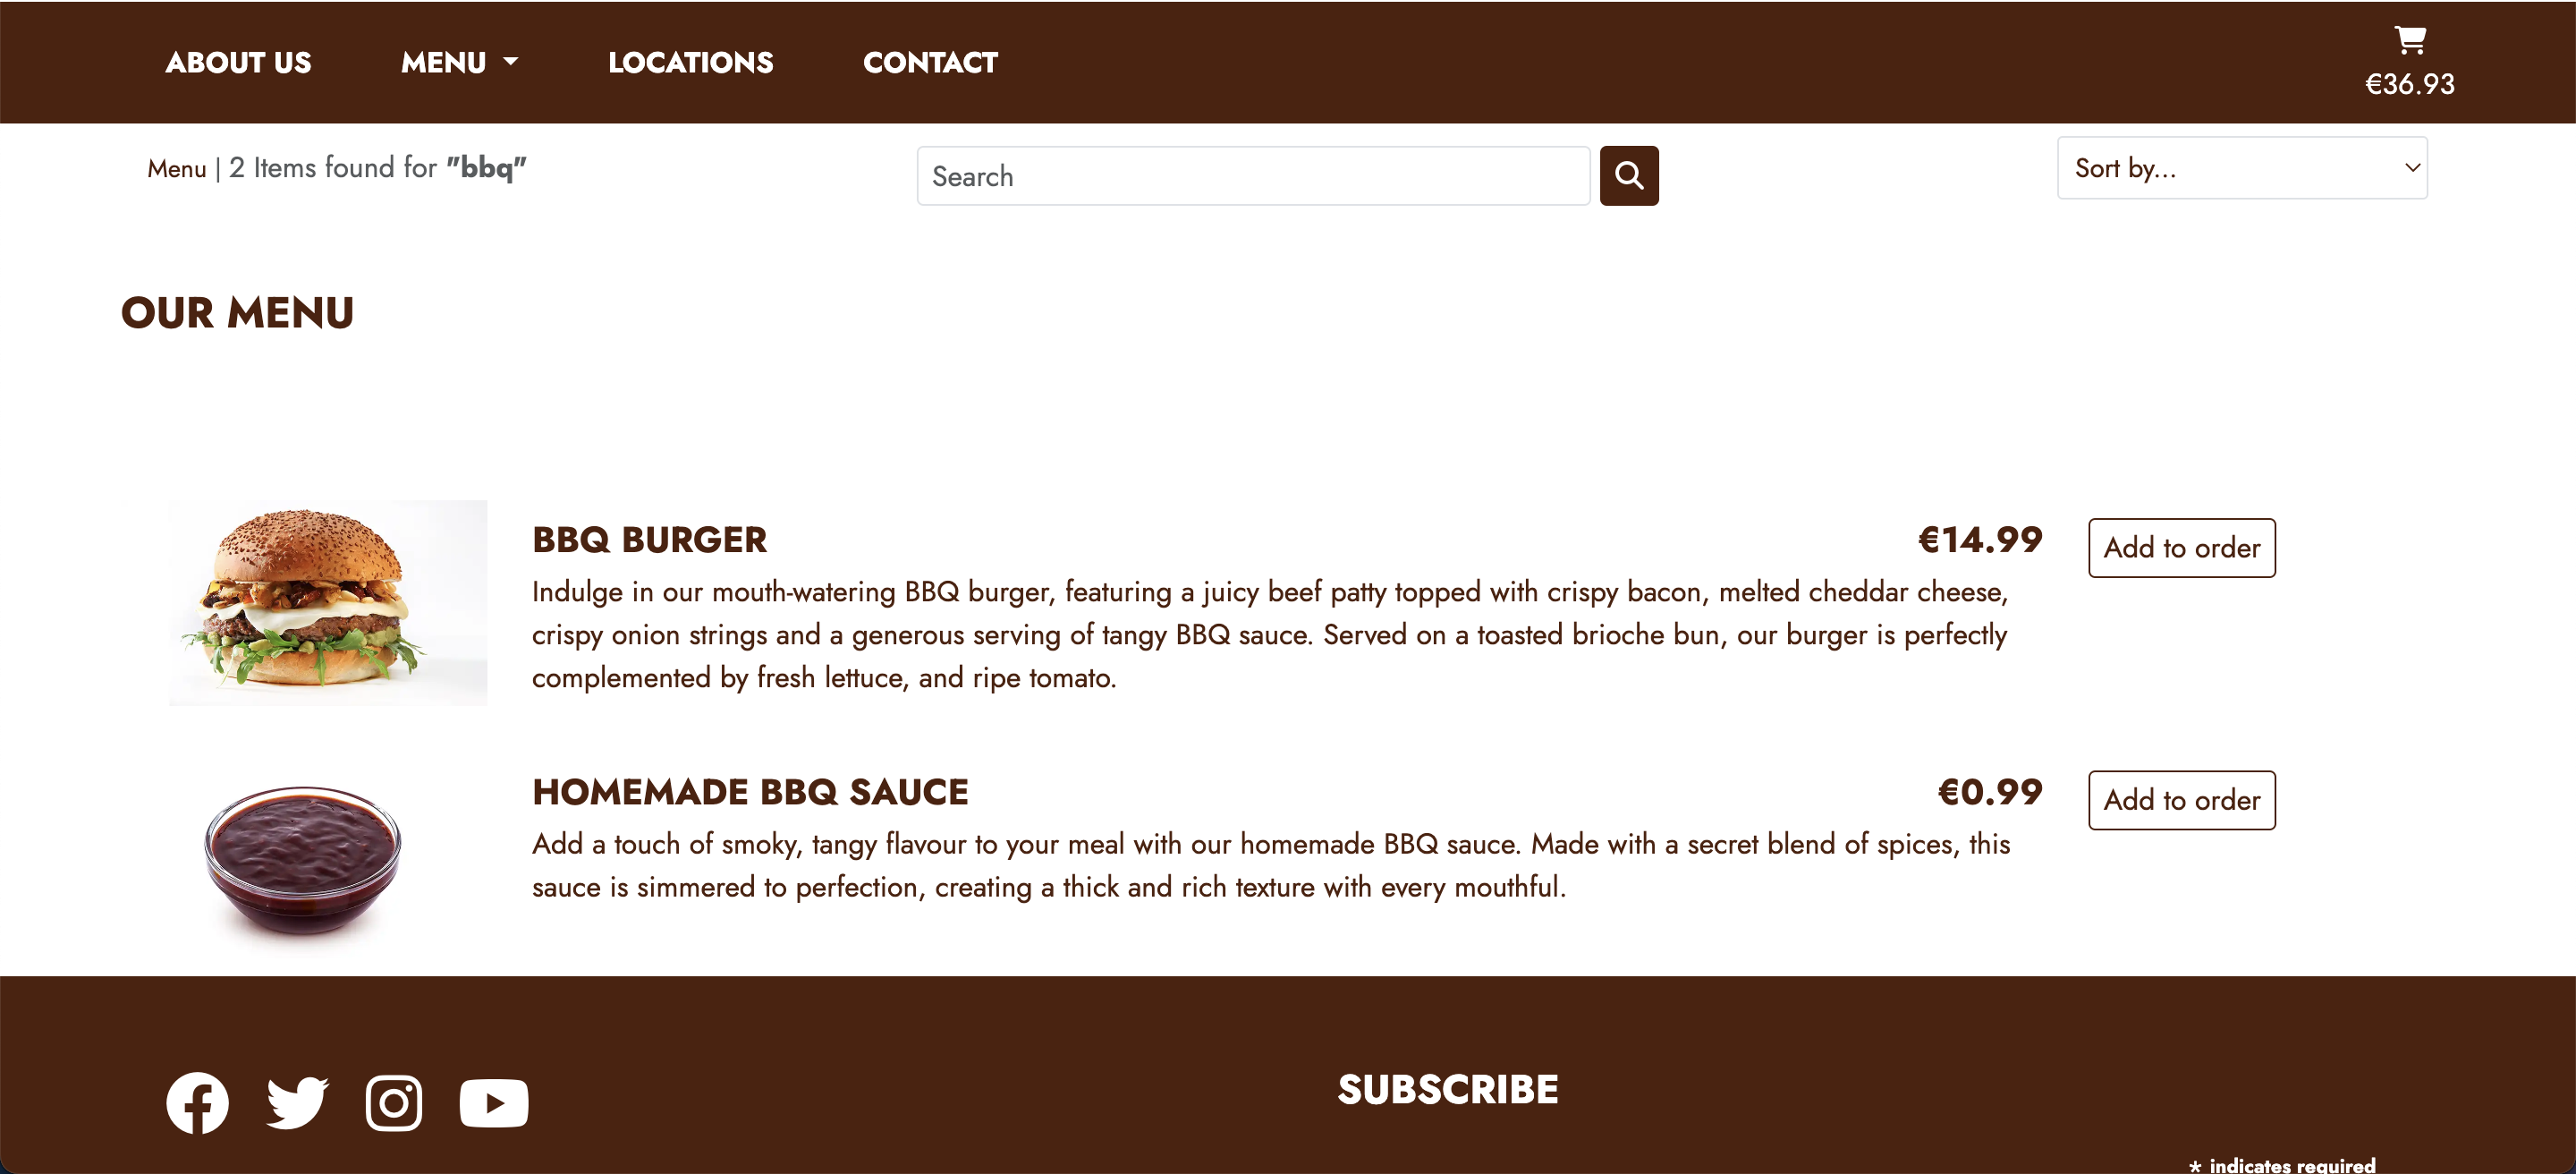 ABOUT US
MENU
LOCATIONS
CONTACT
€36.93
Menu | 2 Items found for "bbq"
Search
Sort by...
OUR MENU
BBQ BURGER
€14.99
Add to order
Indulge in our mouth-watering BBQ burger, featuring a juicy beef patty topped with crispy bacon, melted cheddar cheese,
crispy onion strings and a generous serving of tangy BBQ sauce. Served on a toasted brioche bun, our burger is perfectly
complemented by fresh lettuce, and ripe tomato.
HOMEMADE BBQ SAUCE
€0.99
Add to order
Add a touch of smoky, tangy flavour to your meal with our homemade BBQ sauce. Made with a secret blend of spices, this
sauce is simmered to perfection, creating a thick and rich texture with every mouthful.
SUBSCRIBE
* indicates required